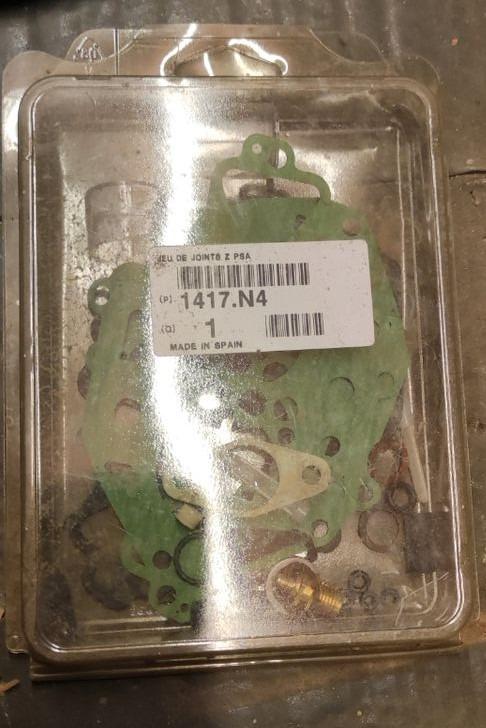 JEU DE JOINTS Z PSA
(P) 1417.N4
(Q) 1
MADE IN SPAIN